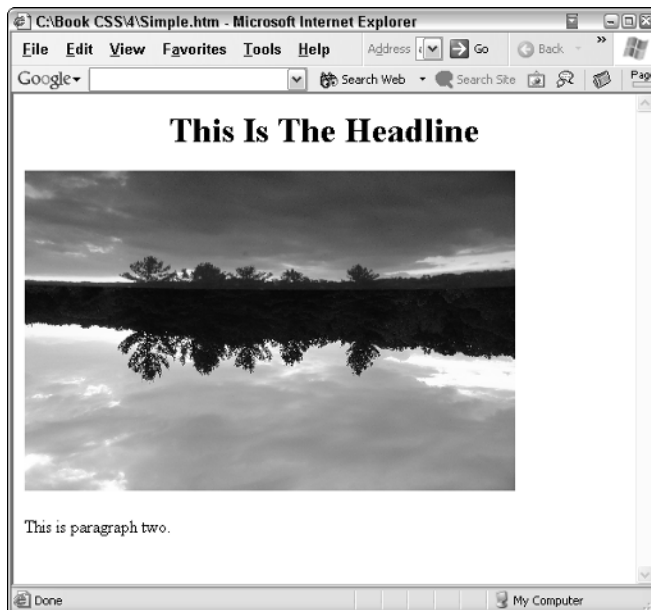 C:\Book CSS\4\Simple.htm - Microsoft Internet Explorer
File Edit View Favorites Tools Help Address Go Back »
Google Search Web Search Site Page
This Is The Headline
This is paragraph two.
Done My Computer